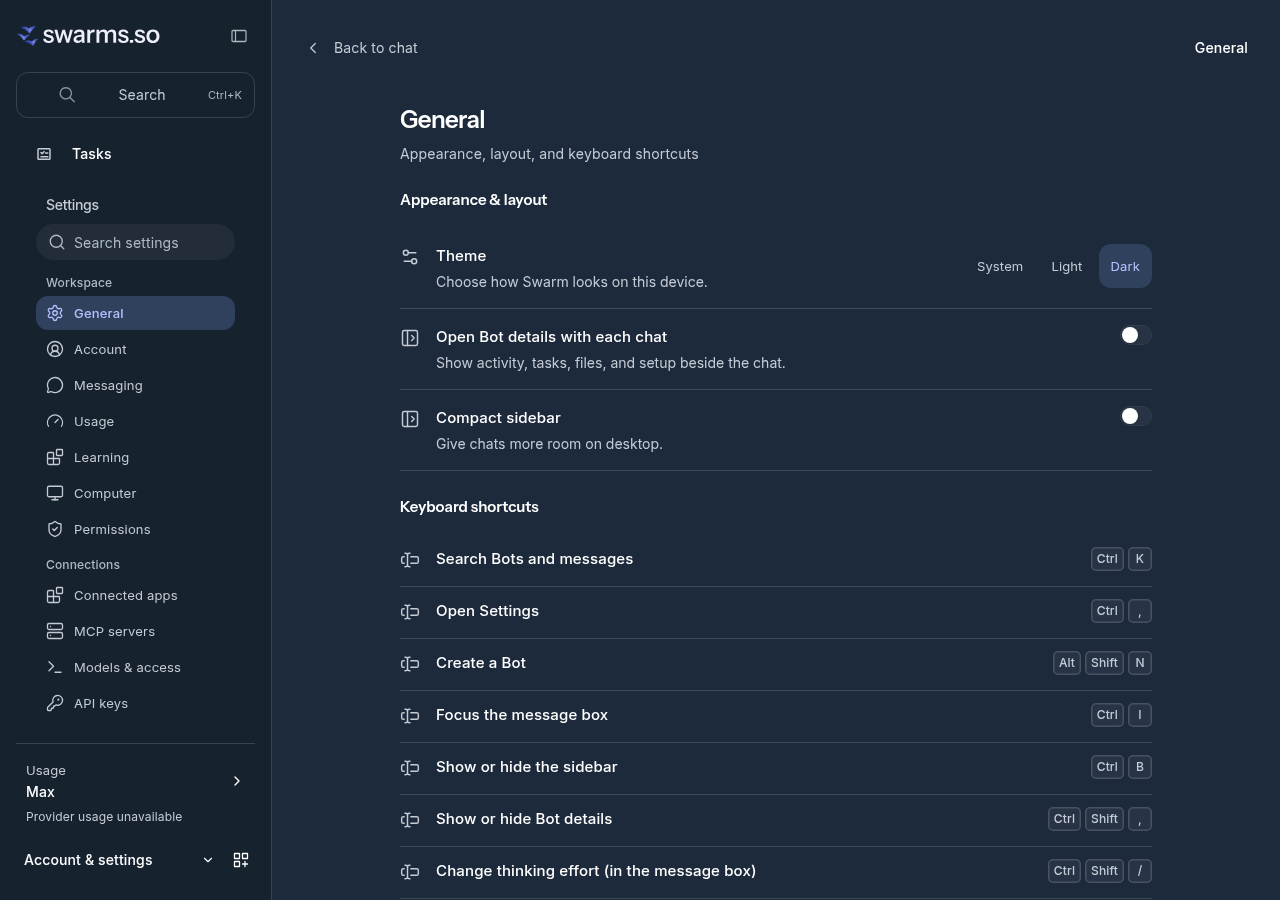 swarms.so
Search Ctrl+K
Tasks
Settings
Search settings
Workspace
General
Account
Messaging
Usage
Learning
Computer
Permissions
Connections
Connected apps
MCP servers
Models & access
API keys
Usage
Max
Provider usage unavailable
Account & settings
Back to chat
General
General
Appearance, layout, and keyboard shortcuts
Appearance & layout
Theme
Choose how Swarm looks on this device.
System Light Dark
Open Bot details with each chat
Show activity, tasks, files, and setup beside the chat.
Compact sidebar
Give chats more room on desktop.
Keyboard shortcuts
Search Bots and messages Ctrl K
Open Settings Ctrl ,
Create a Bot Alt Shift N
Focus the message box Ctrl I
Show or hide the sidebar Ctrl B
Show or hide Bot details Ctrl Shift ,
Change thinking effort (in the message box) Ctrl Shift /